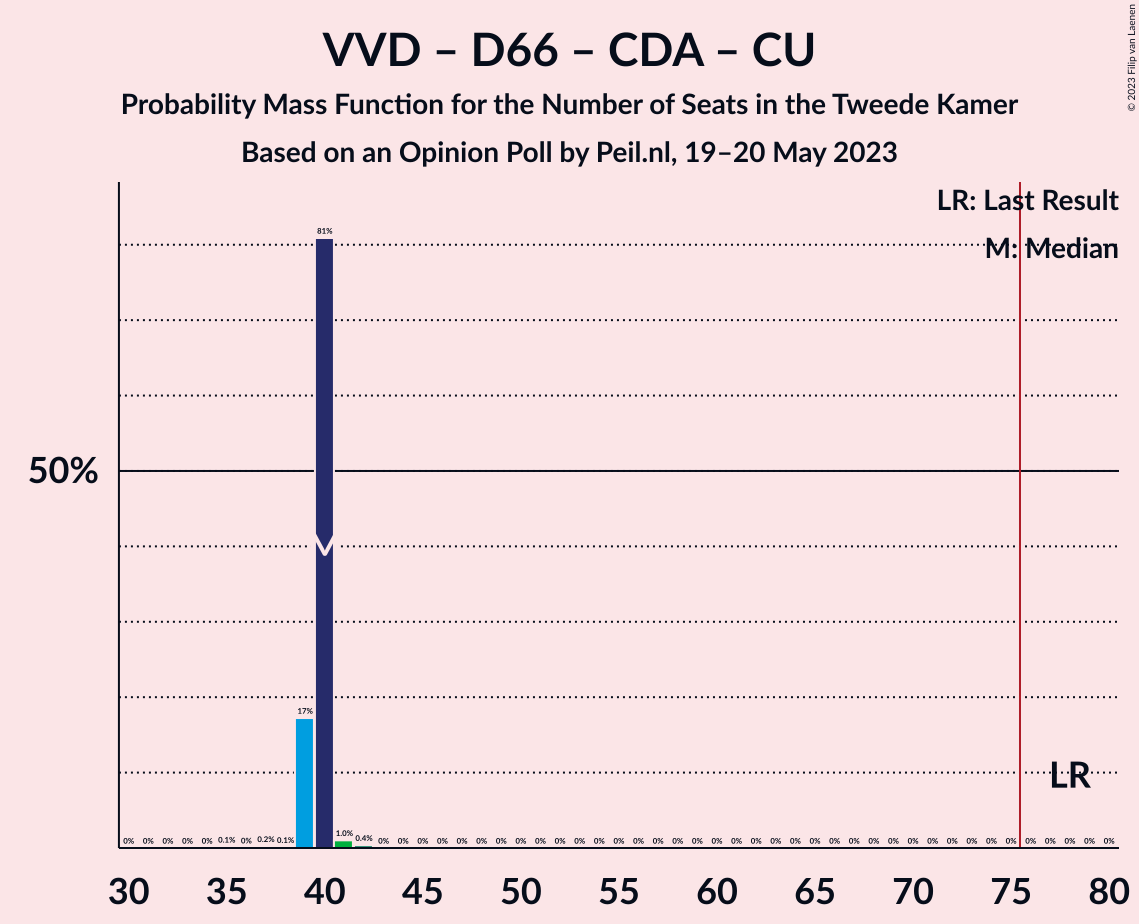 VVD – D66 – CDA – CU
Probability Mass Function for the Number of Seats in the Tweede Kamer
Based on an Opinion Poll by Peil.nl, 19–20 May 2023
© 2023 Filip van Laenen
LR: Last Result
M: Median
81%
50%
17%
LR
0% 0% 0% 0% 0% 0.1% 0% 0.2% 0.1% 1.0% 0.4% 0% 0% 0% 0% 0% 0% 0% 0% 0% 0% 0% 0% 0% 0% 0% 0% 0% 0% 0% 0% 0% 0% 0% 0% 0% 0% 0% 0% 0% 0% 0% 0% 0% 0% 0% 0% 0% 0%
30 35 40 45 50 55 60 65 70 75 80